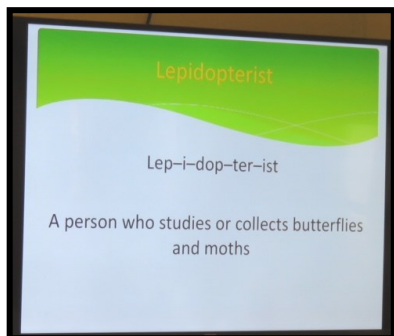 Lepidopterist
Lep–i–dop–ter–ist
A person who studies or collects butterflies
and moths